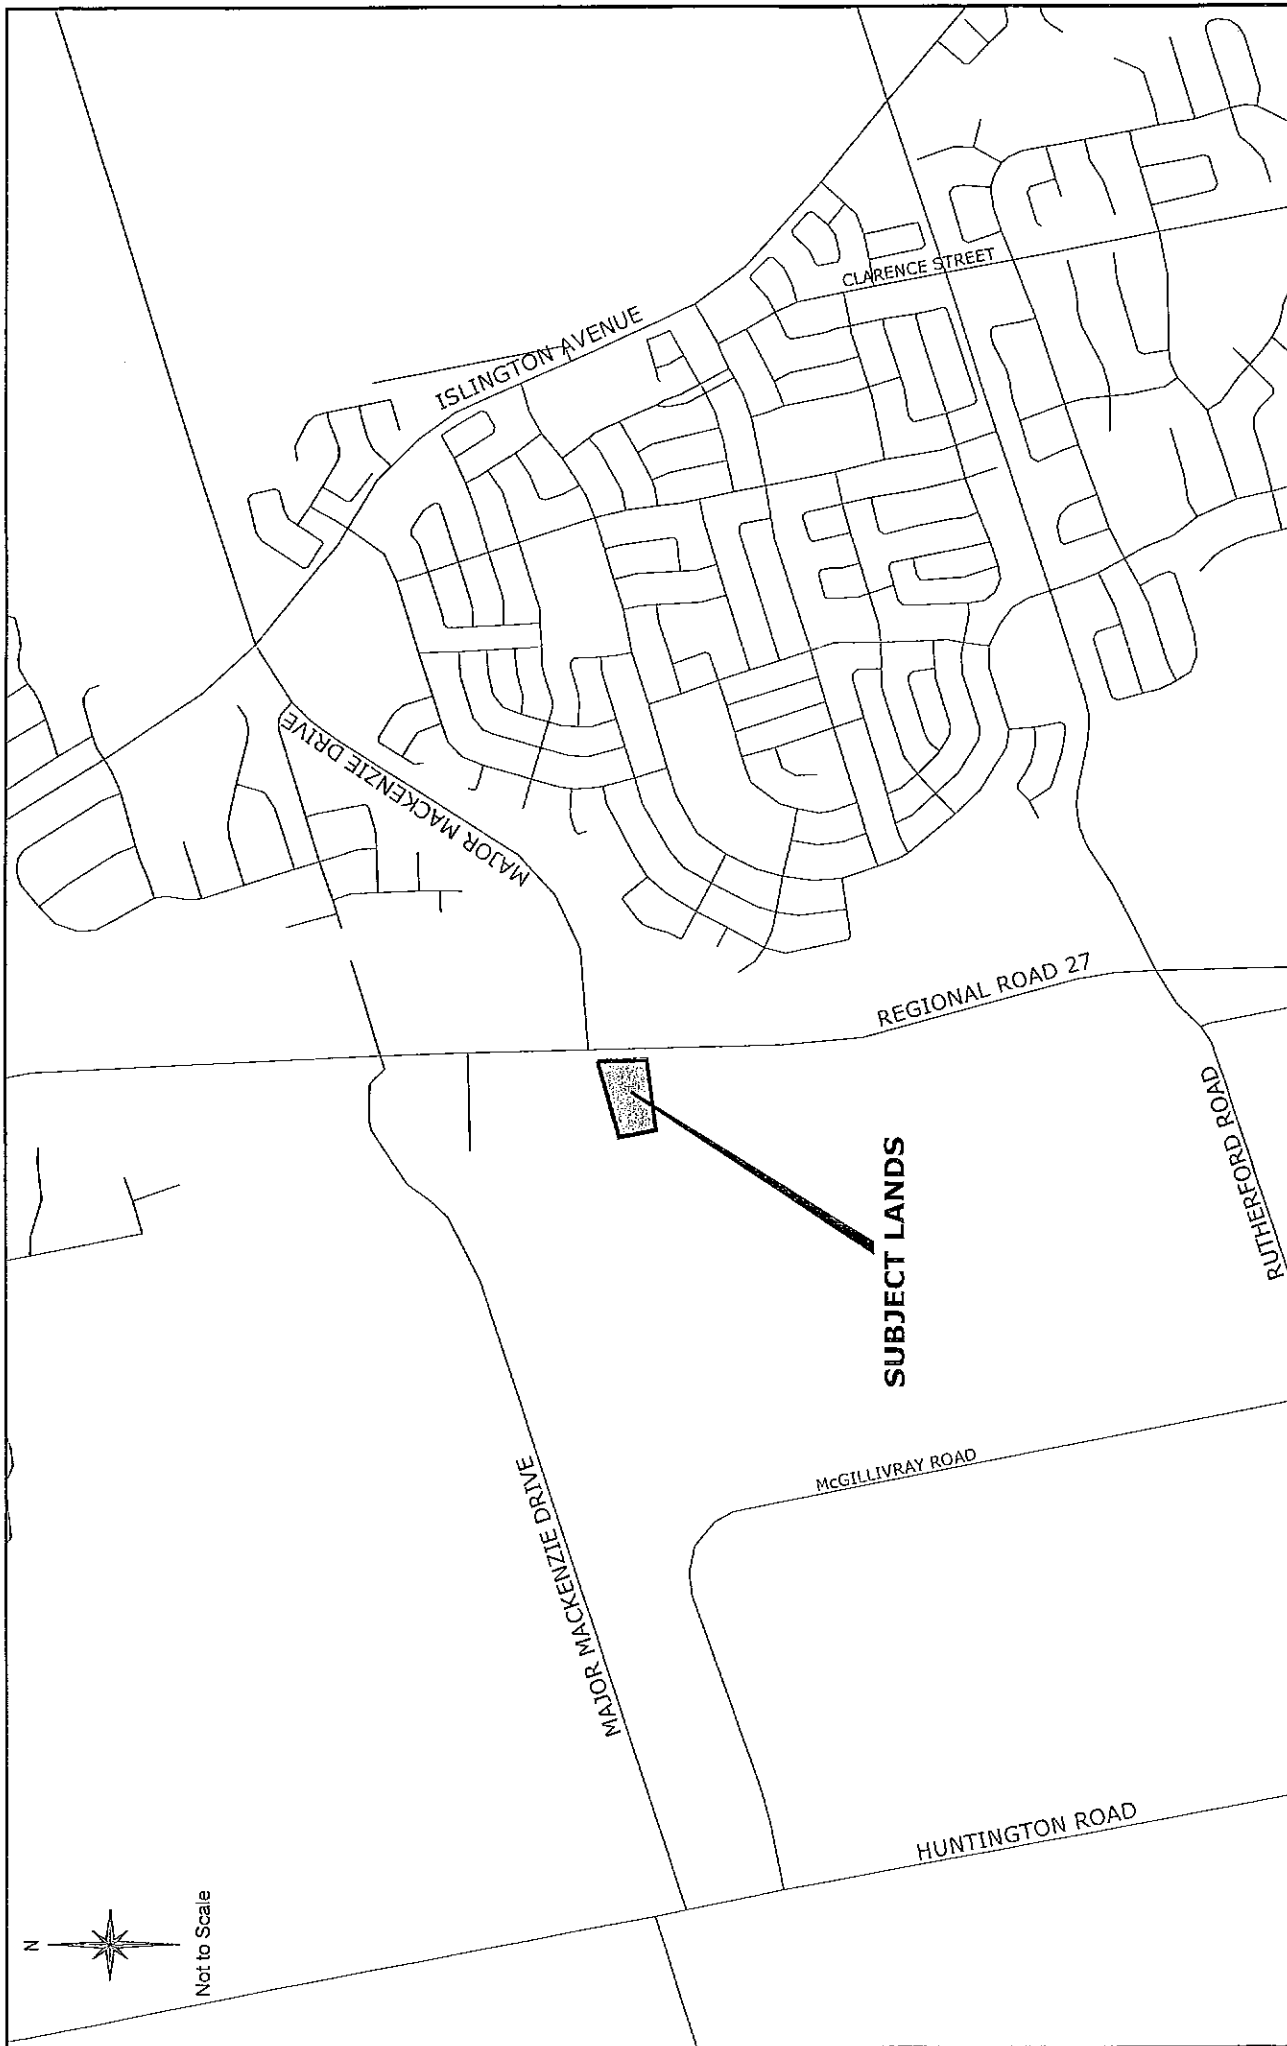 N
Not to Scale
ISLINGTON AVENUE
CLARENCE STREET
MAJOR MACKENZIE DRIVE
REGIONAL ROAD 27
RUTHERFORD ROAD
SUBJECT LANDS
McGILLIVRAY ROAD
MAJOR MACKENZIE DRIVE
HUNTINGTON ROAD